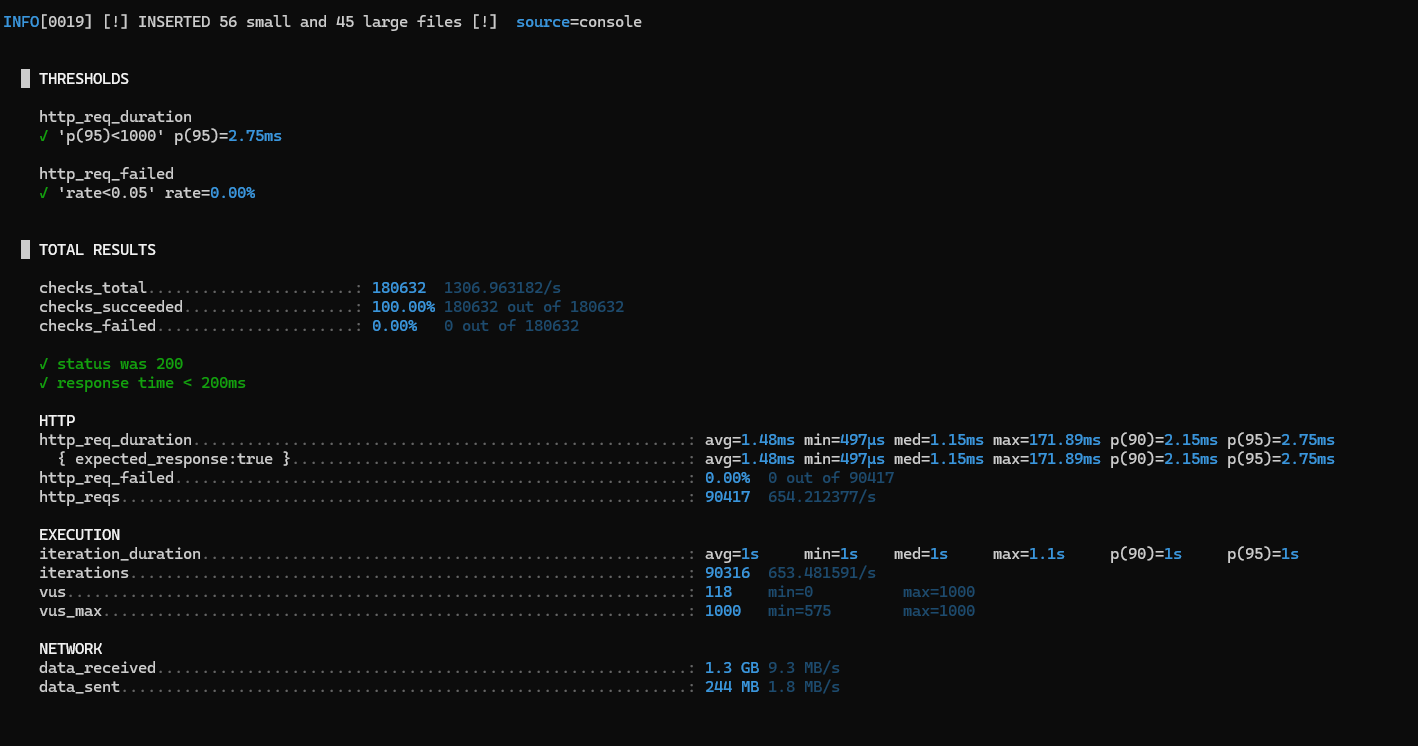 INFO[0019] [!] INSERTED 56 small and 45 large files [!]  source=console
THRESHOLDS
http_req_duration
✓ 'p(95)<1000' p(95)=2.75ms
http_req_failed
✓ 'rate<0.05' rate=0.00%
TOTAL RESULTS
checks_total.......................: 180632  1306.963182/s
checks_succeeded...................: 100.00% 180632 out of 180632
checks_failed......................: 0.00%   0 out of 180632
✓ status was 200
✓ response time < 200ms
HTTP
http_req_duration.......................................................: avg=1.48ms min=497µs med=1.15ms max=171.89ms p(90)=2.15ms p(95)=2.75ms
{ expected_response:true }............................................: avg=1.48ms min=497µs med=1.15ms max=171.89ms p(90)=2.15ms p(95)=2.75ms
http_req_failed.........................................................: 0.00%  0 out of 90417
http_reqs...............................................................: 90417  654.212377/s
EXECUTION
iteration_duration......................................................: avg=1s     min=1s    med=1s     max=1.1s     p(90)=1s     p(95)=1s
iterations..............................................................: 90316  653.481591/s
vus.....................................................................: 118    min=0          max=1000
vus_max.................................................................: 1000   min=575        max=1000
NETWORK
data_received...........................................................: 1.3 GB 9.3 MB/s
data_sent...............................................................: 244 MB 1.8 MB/s